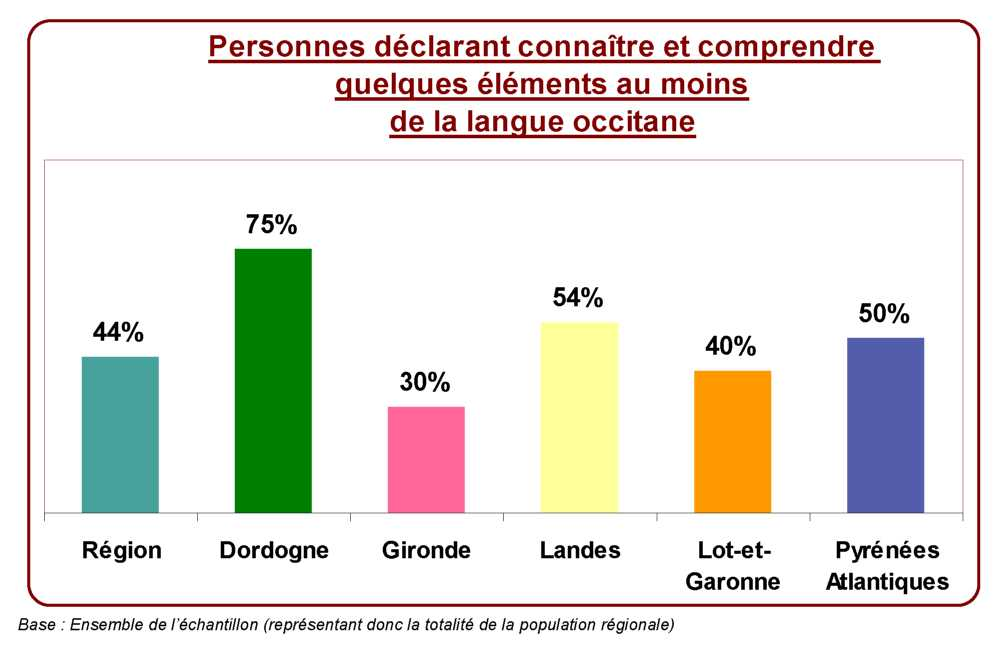 Personnes déclarant connaître et comprendre
quelques éléments au moins
de la langue occitane
75%
54%
50%
44%
40%
30%
Région
Dordogne
Gironde
Landes
Lot-et-
Garonne
Pyrénées
Atlantiques
Base : Ensemble de l'échantillon (représentant donc la totalité de la population régionale)